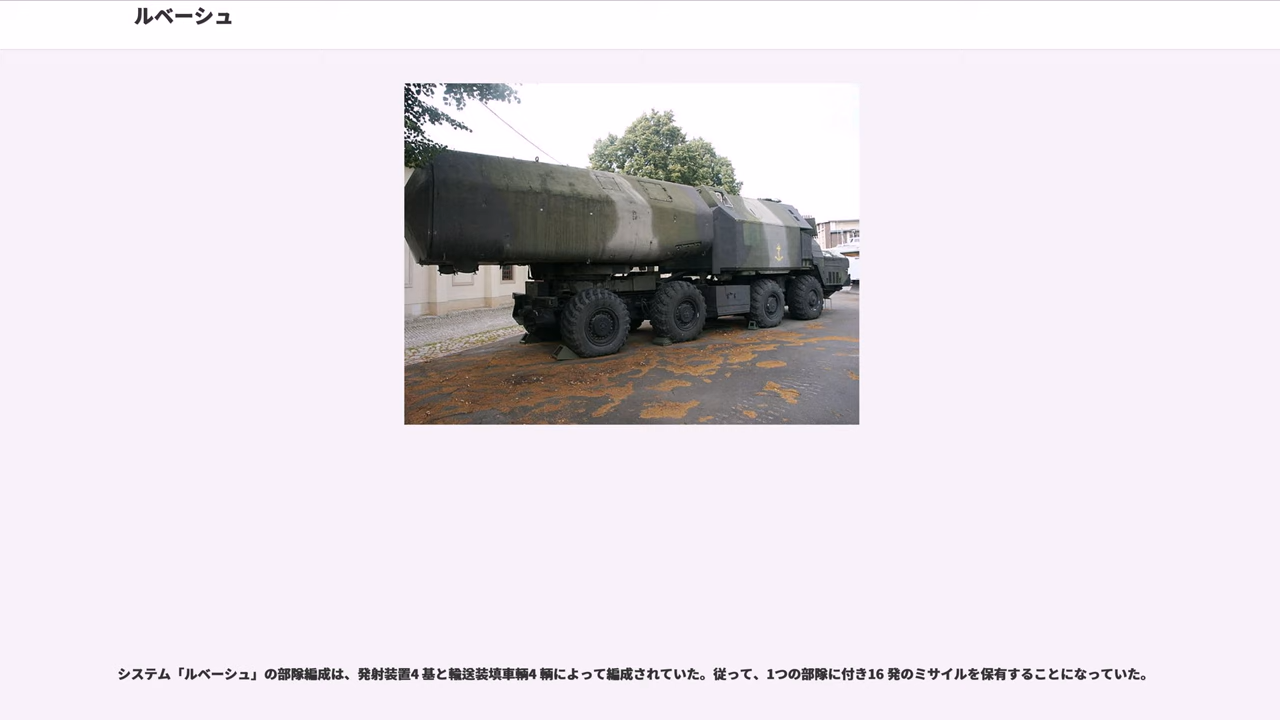 ルベーシュ
システム「ルベーシュ」の部隊編成は、発射装置4 基と輸送装填車輌4 輌によって編成されていた。従って、1つの部隊に付き16 発のミサイルを保有することになっていた。